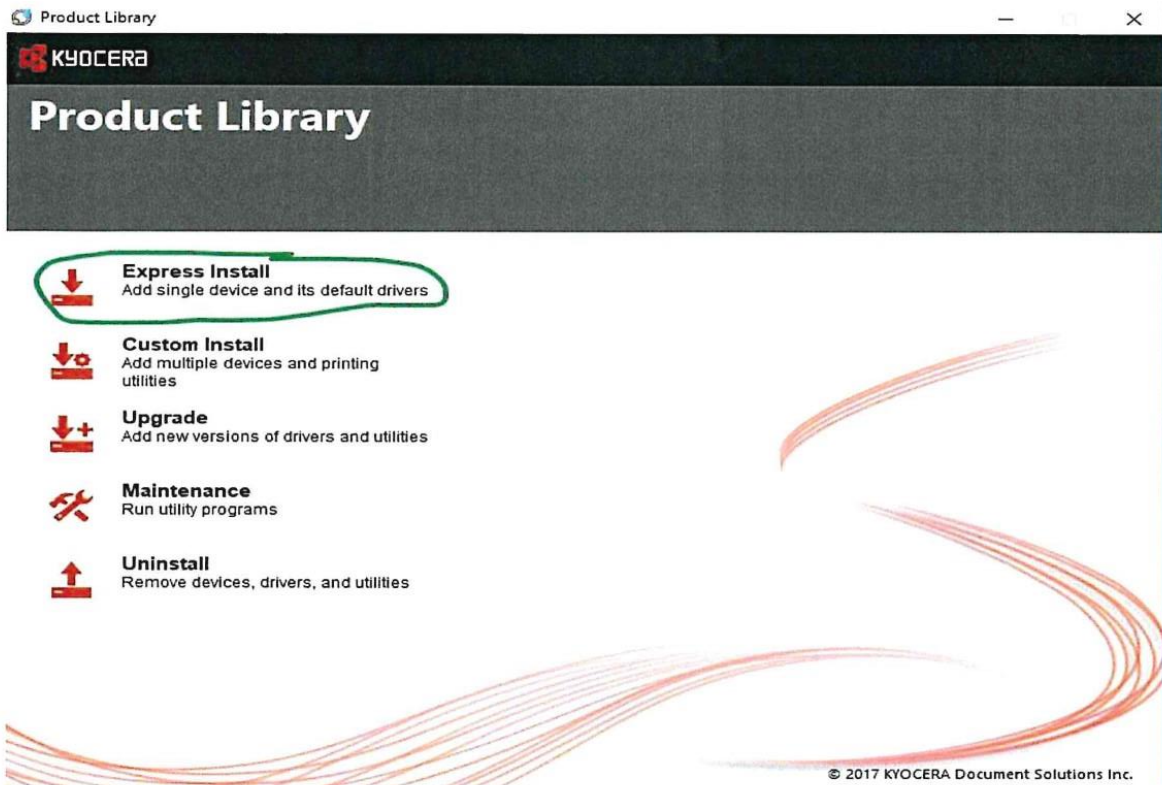 Product Library
KYOCERA
Product Library
Express Install
Add single device and its default drivers
Custom Install
Add multiple devices and printing
utilities
Upgrade
Add new versions of drivers and utilities
Maintenance
Run utility programs
Uninstall
Remove devices, drivers, and utilities
© 2017 KYOCERA Document Solutions Inc.